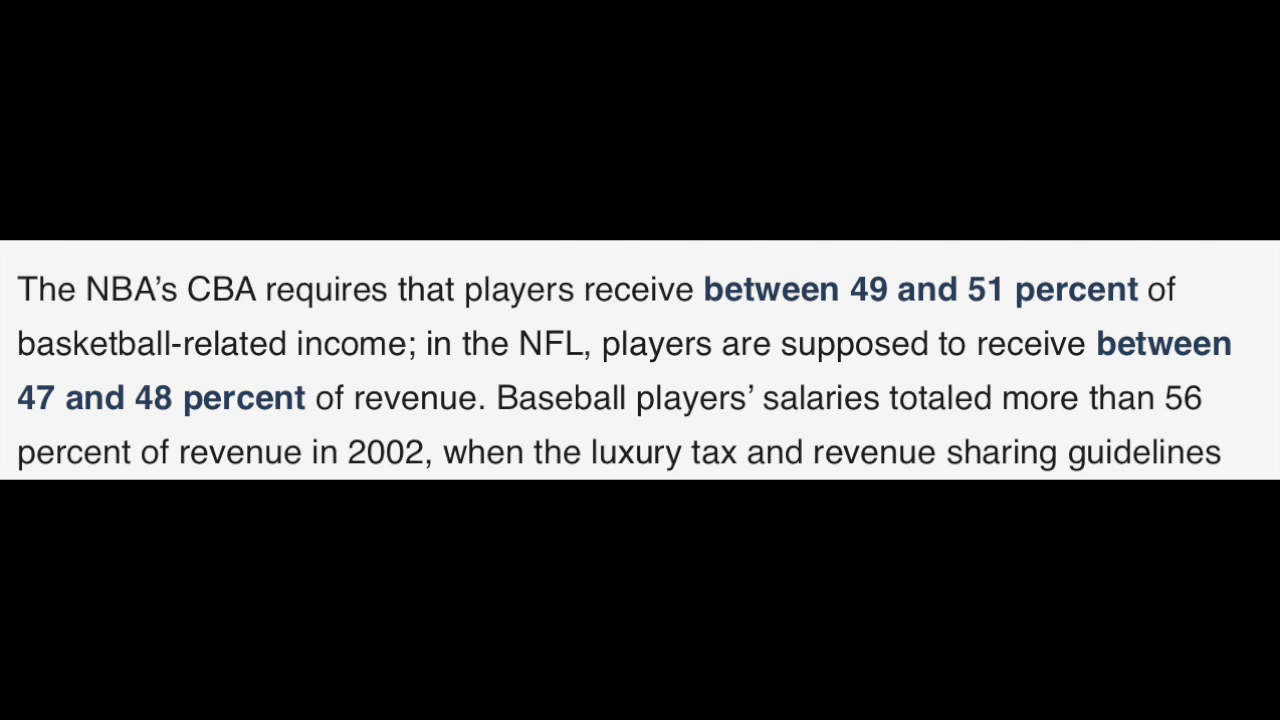 The NBA’s CBA requires that players receive between 49 and 51 percent of
basketball-related income; in the NFL, players are supposed to receive between
47 and 48 percent of revenue. Baseball players’ salaries totaled more than 56
percent of revenue in 2002, when the luxury tax and revenue sharing guidelines